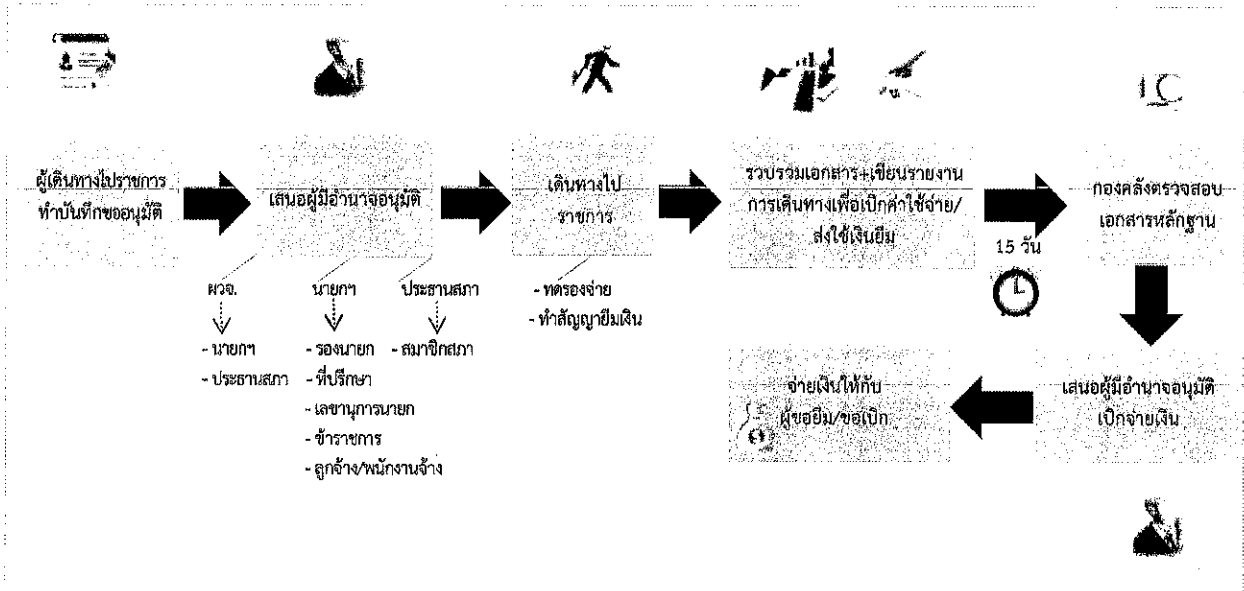 ผู้เดินทางไปราชการ
ทำบันทึกขออนุมัติ
เสนอผู้มีอำนาจอนุมัติ
เดินทางไป
ราชการ
รวบรวมเอกสาร+เขียนรายงาน
การเดินทางเพื่อเบิกค่าใช้จ่าย/
ส่งใช้เงินยืม
15 วัน
กองคลังตรวจสอบ
เอกสารหลักฐาน
ผวจ.
- นายกฯ
- ประธานสภา
นายกฯ
- รองนายก
- ที่ปรึกษา
- เลขานุการนายก
- ข้าราชการ
- ลูกจ้าง/พนักงานจ้าง
ประธานสภา
- สมาชิกสภา
- ทดรองจ่าย
- ทำสัญญายืมเงิน
เสนอผู้มีอำนาจอนุมัติ
เบิกจ่ายเงิน
จ่ายเงินให้กับ
ผู้ขอยืม/ขอเบิก